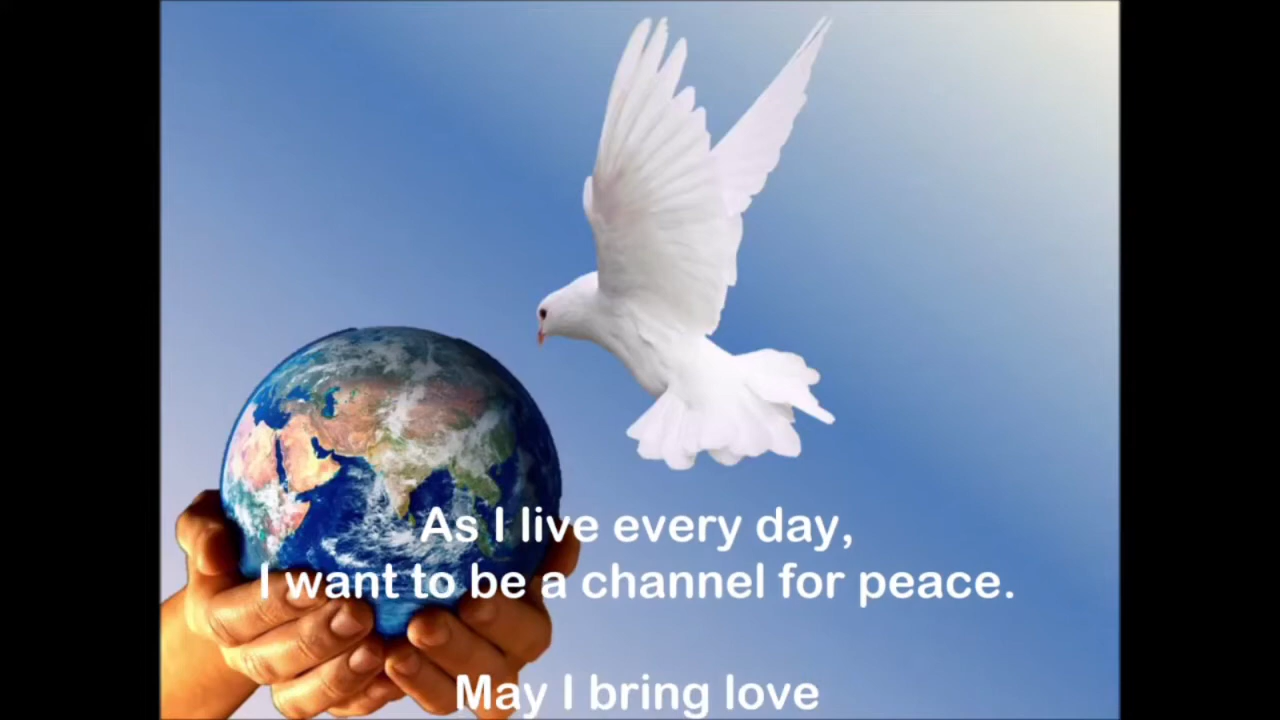 As I live every day,
I want to be a channel for peace.
May I bring love